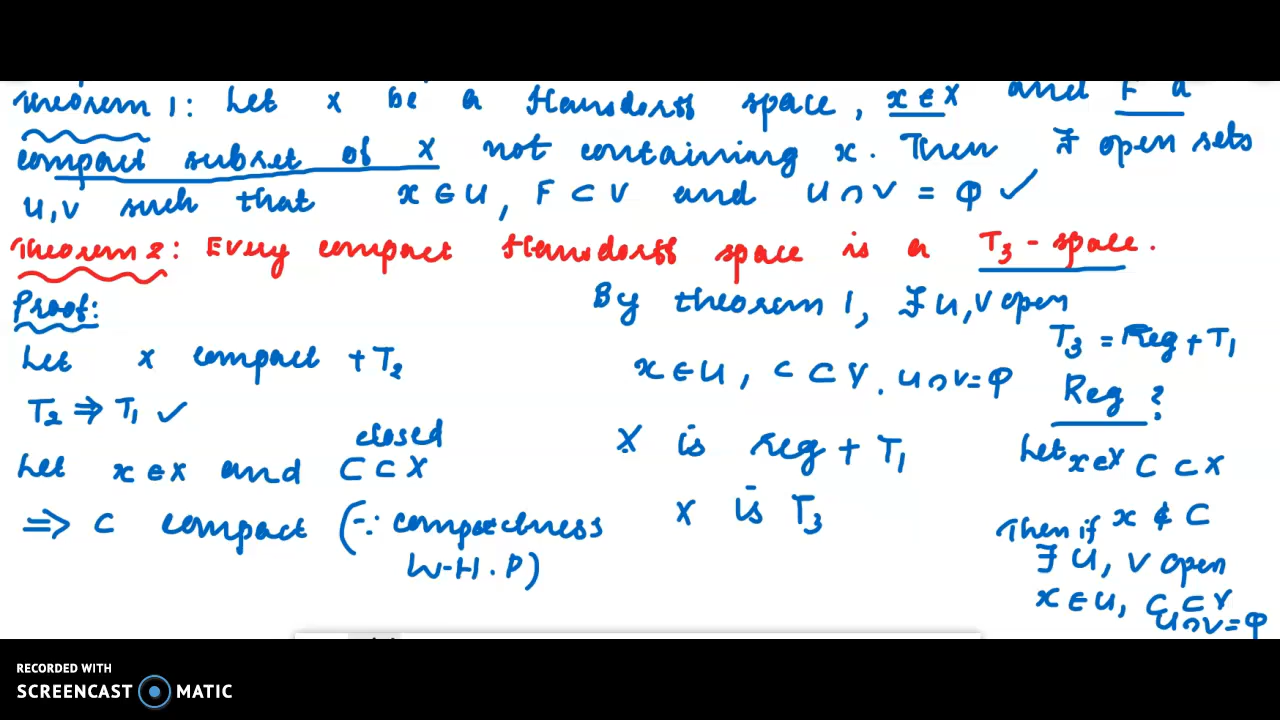 Theorem 1: Let X be a Hausdorff space, x ∈ X and F a
compact subset of X not containing x. Then ∃ open sets
U, V such that x ∈ U, F ⊂ V and U ∩ V = φ ✓
Theorem 2: Every compact Hausdorff space is a T₃-space.
Proof:
Let X compact + T₂
T₂ ⇒ T₁ ✓
closed
Let x ∈ X and C ⊂ X
⇒ C compact (∵ compactness
W-H.P)
By theorem 1, ∃ U, V open
x ∈ U, C ⊂ V, U ∩ V = φ
X is Reg + T₁
X is T₃
T₃ = Reg + T₁
Reg ?
Let x ∈ X C ⊂ X
Then if x ∉ C
∃ U, V open
x ∈ U, C ⊂ V
U ∩ V = φ
RECORDED WITH
SCREENCAST MATIC